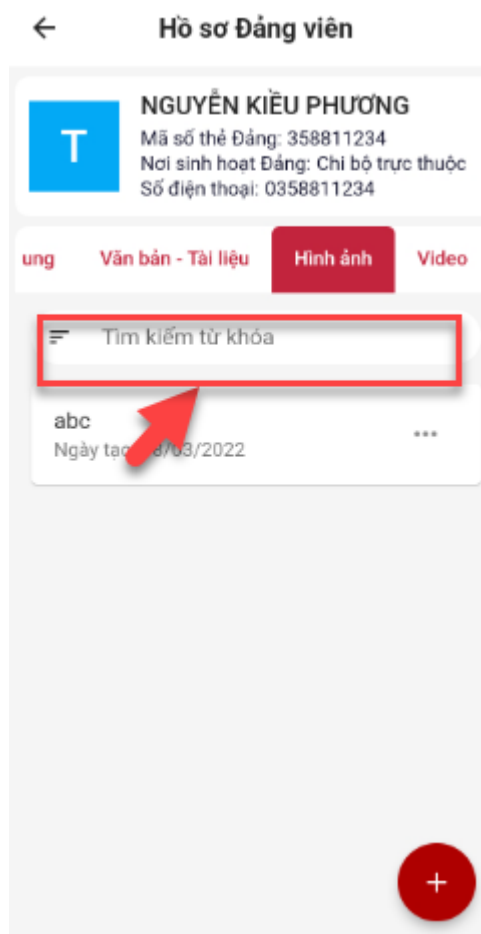 Hồ sơ Đảng viên
NGUYỄN KIỀU PHƯƠNG
T
Mã số thẻ Đảng: 358811234
Nơi sinh hoạt Đảng: Chi bộ trực thuộc
Số điện thoại: 0358811234
ung Văn bản - Tài liệu Hình ảnh Video
Tìm kiếm từ khóa
abc
Ngày tạo /03/2022